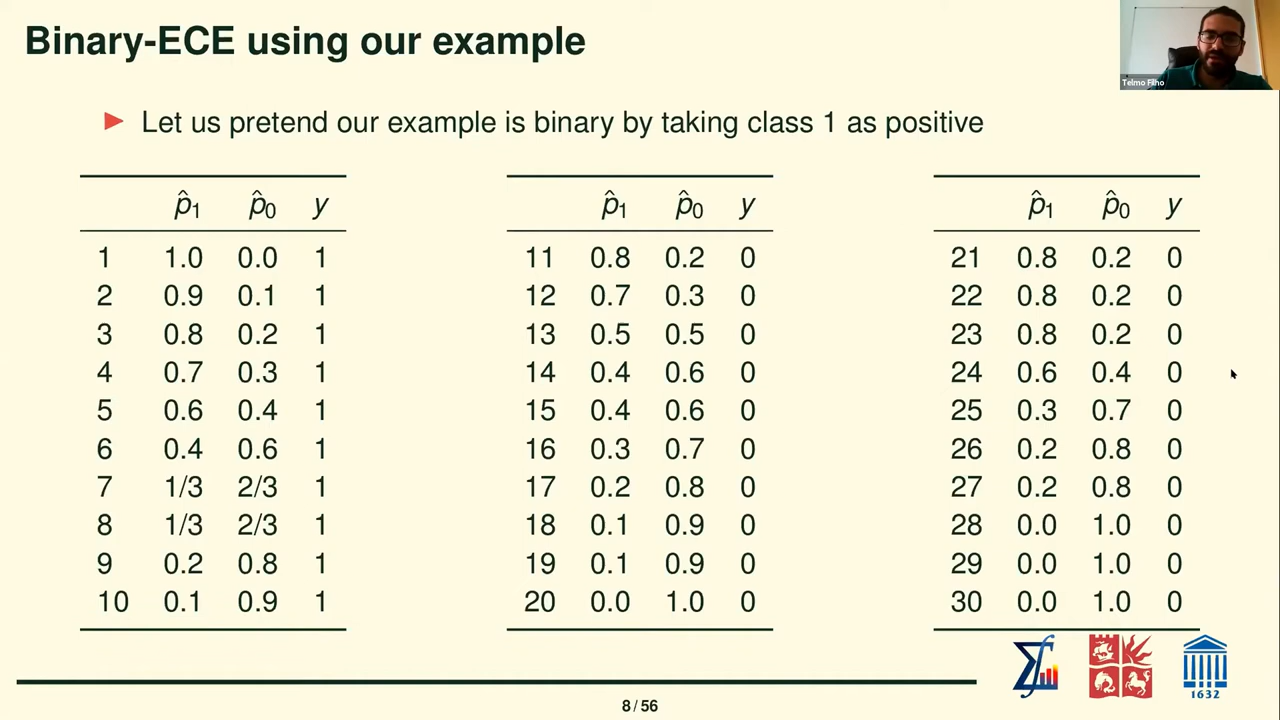 Binary-ECE using our example
Telmo Filho
Let us pretend our example is binary by taking class 1 as positive
p̂1 p̂0 y
1 1.0 0.0 1
2 0.9 0.1 1
3 0.8 0.2 1
4 0.7 0.3 1
5 0.6 0.4 1
6 0.4 0.6 1
7 1/3 2/3 1
8 1/3 2/3 1
9 0.2 0.8 1
10 0.1 0.9 1
p̂1 p̂0 y
11 0.8 0.2 0
12 0.7 0.3 0
13 0.5 0.5 0
14 0.4 0.6 0
15 0.4 0.6 0
16 0.3 0.7 0
17 0.2 0.8 0
18 0.1 0.9 0
19 0.1 0.9 0
20 0.0 1.0 0
p̂1 p̂0 y
21 0.8 0.2 0
22 0.8 0.2 0
23 0.8 0.2 0
24 0.6 0.4 0
25 0.3 0.7 0
26 0.2 0.8 0
27 0.2 0.8 0
28 0.0 1.0 0
29 0.0 1.0 0
30 0.0 1.0 0
1632
8 / 56